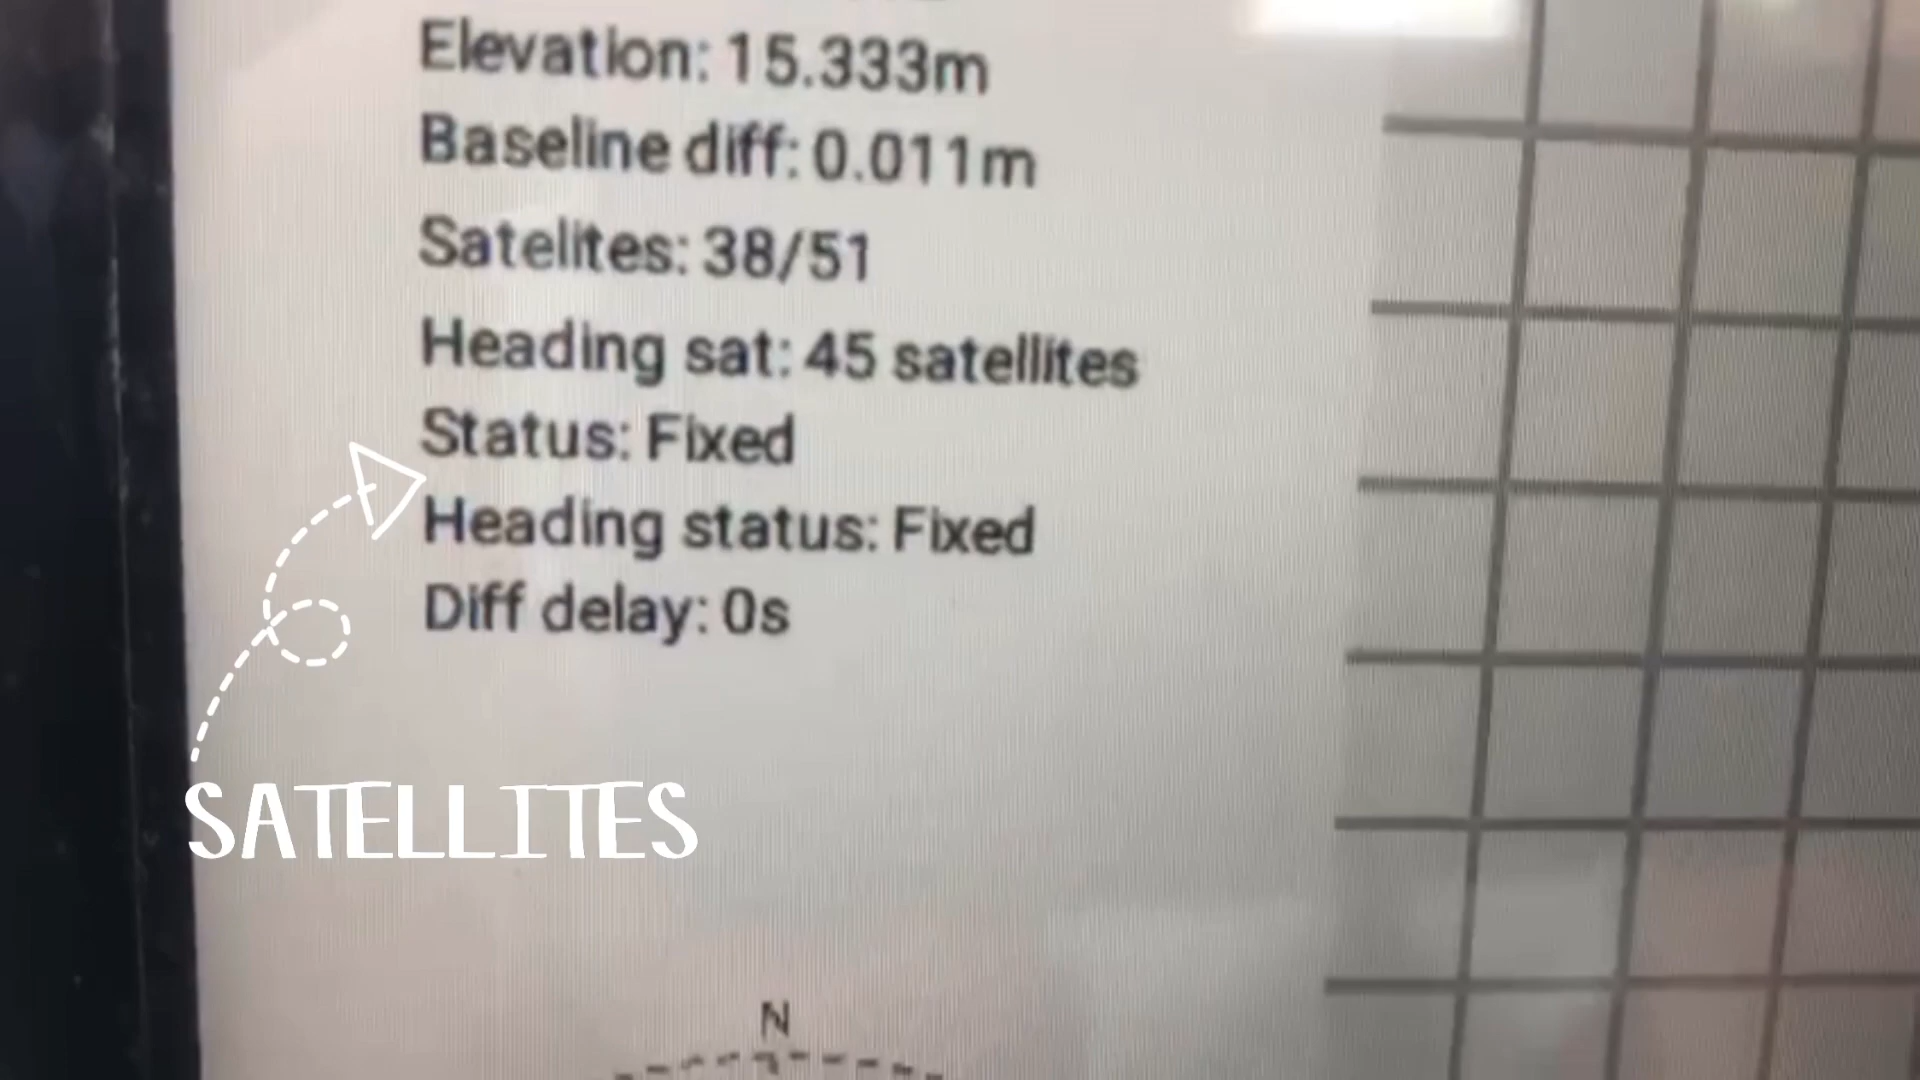 Elevation: 15.333m
Baseline diff: 0.011m
Satelites: 38/51
Heading sat: 45 satellites
Status: Fixed
Heading status: Fixed
Diff delay: 0s
SATELLITES
N